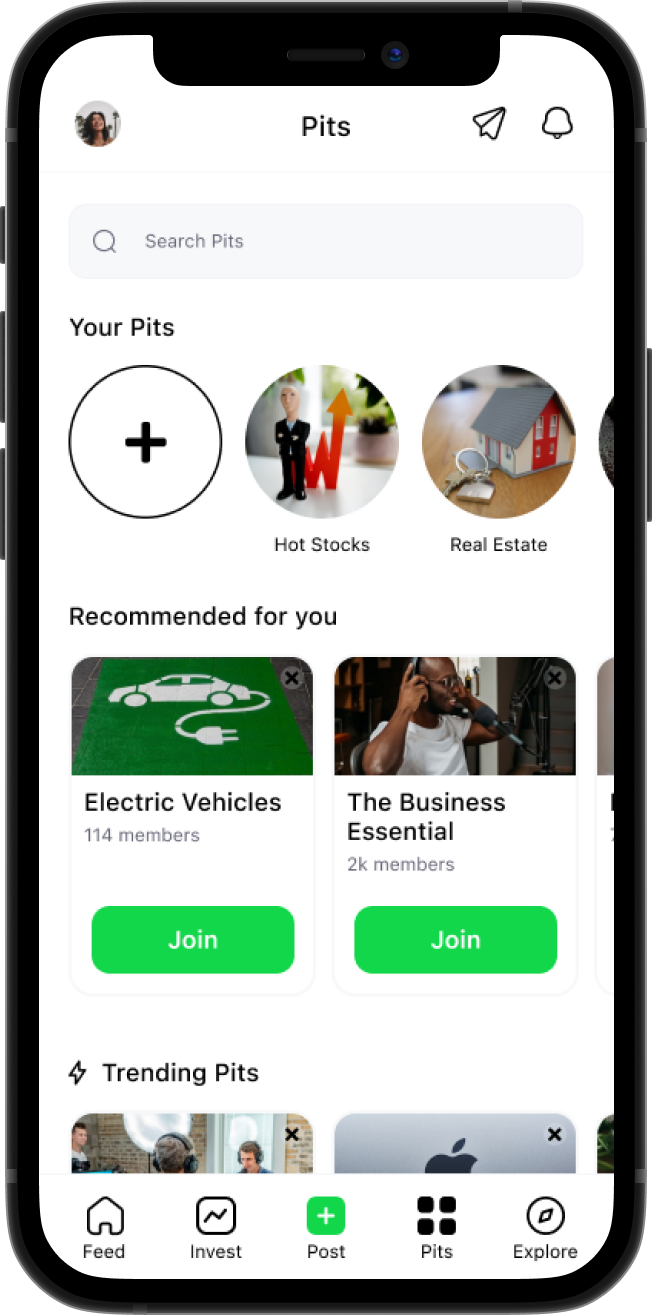 Pits
Search Pits
Your Pits
Hot Stocks
Real Estate
Recommended for you
Electric Vehicles
114 members
Join
The Business
Essential
2k members
Join
Trending Pits
Feed
Invest
Post
Pits
Explore